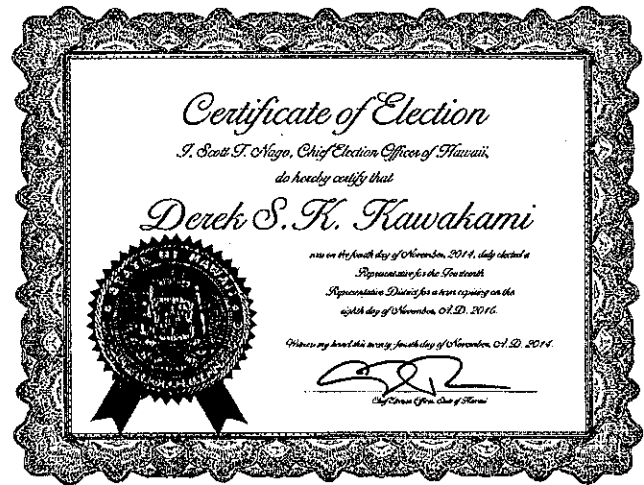 Certificate of Election
I, Scott T. Nago, Chief Election Officer of Hawaii,
do hereby certify that
Derek S.K. Kawakami
was on the fourth day of November, 2014, duly elected a
Representative for the Fourteenth
Representative District for a term expiring on the
eighth day of November, A.D. 2016.
Witness my hand this twenty-fourth day of November, A.D. 2014.
Chief Election Officer, State of Hawaii
STATE OF HAWAII